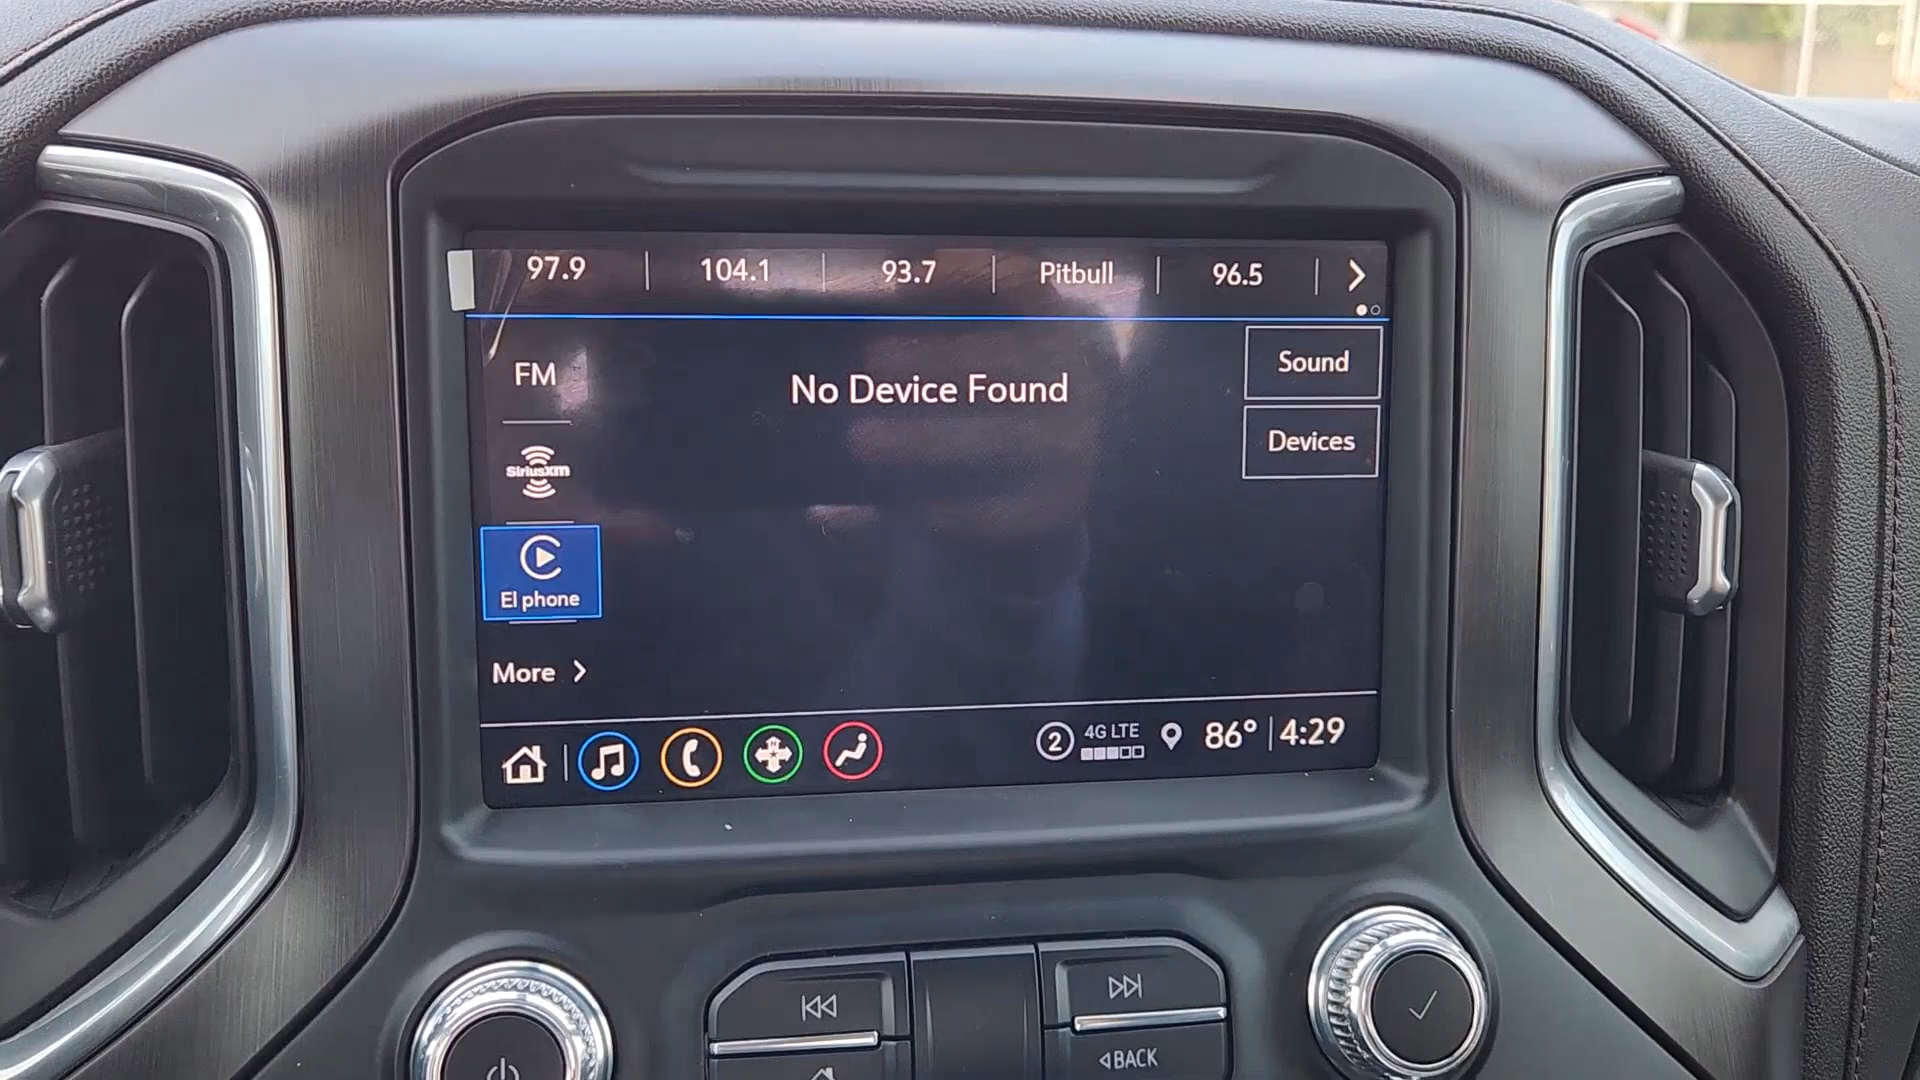 97.9 104.1 93.7 Pitbull 96.5
FM
No Device Found
Sound
Devices
SiriusXM
El phone
More
2 4G LTE 86° 4:29
BACK